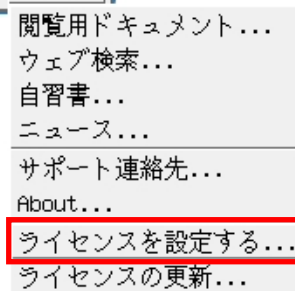 閲覧用ドキュメント...
ウェブ検索...
自習書...
ニュース...
サポート連絡先...
About...
ライセンスを設定する...
ライセンスの更新...